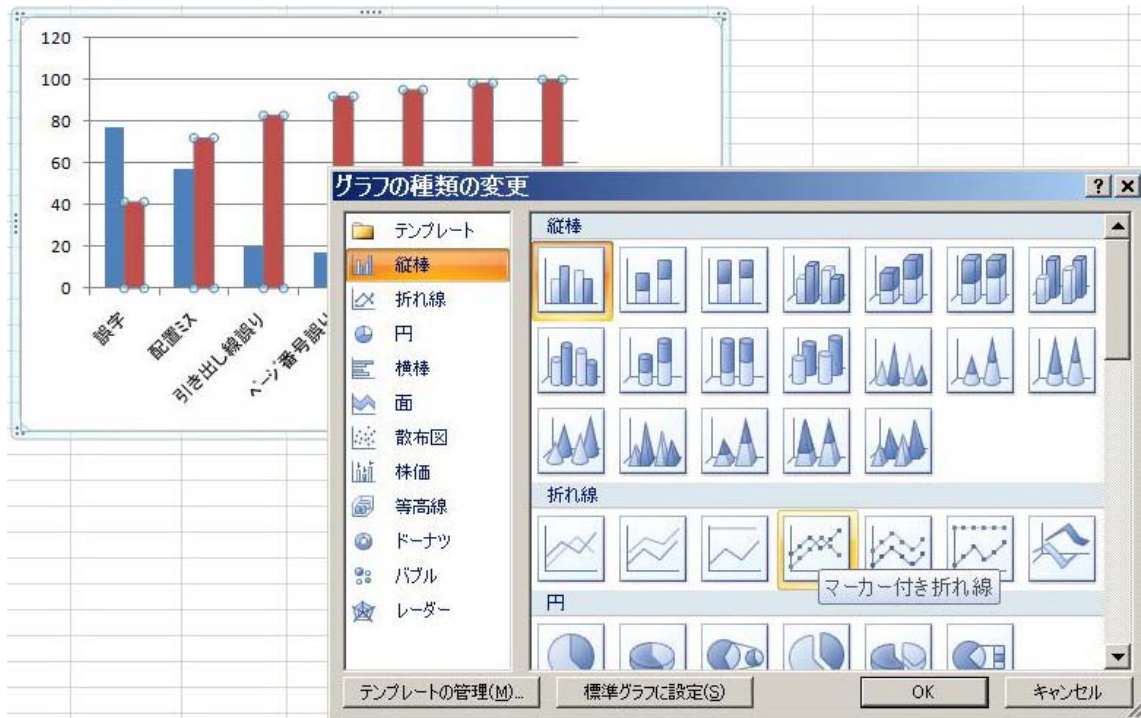 120
100
80
60
40
20
0
誤字
配置ミス
引き出し線誤り
ページ番号誤り
グラフの種類の変更
テンプレート
縦棒
折れ線
円
横棒
面
散布図
株価
等高線
ドーナツ
バブル
レーダー
縦棒
折れ線
マーカー付き折れ線
円
テンプレートの管理(M)...
標準グラフに設定(S)
OK
キャンセル